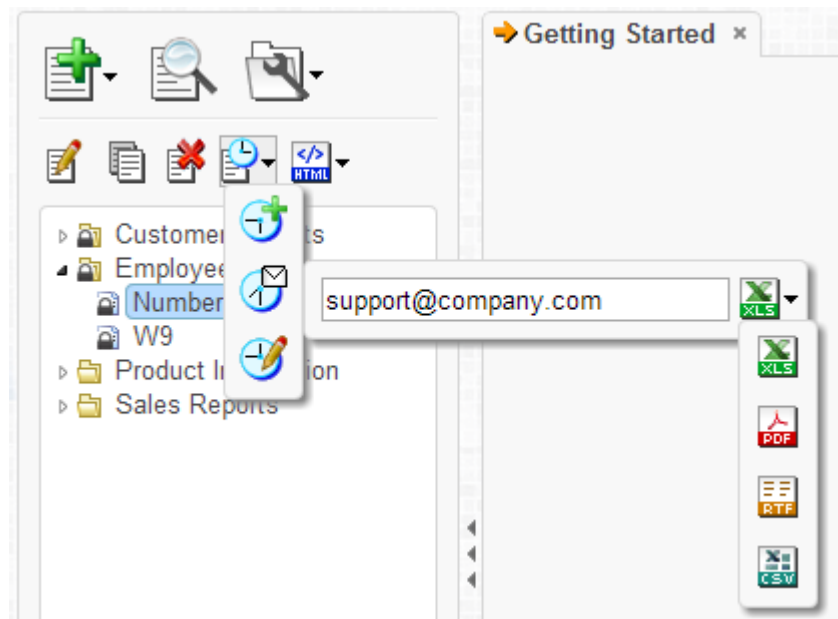 Getting Started ×
</>
HTML
Custome ts
Employee
support@company.com XLS
Number
W9
XLS
Product I ion
Sales Reports
PDF
RTF
CSV